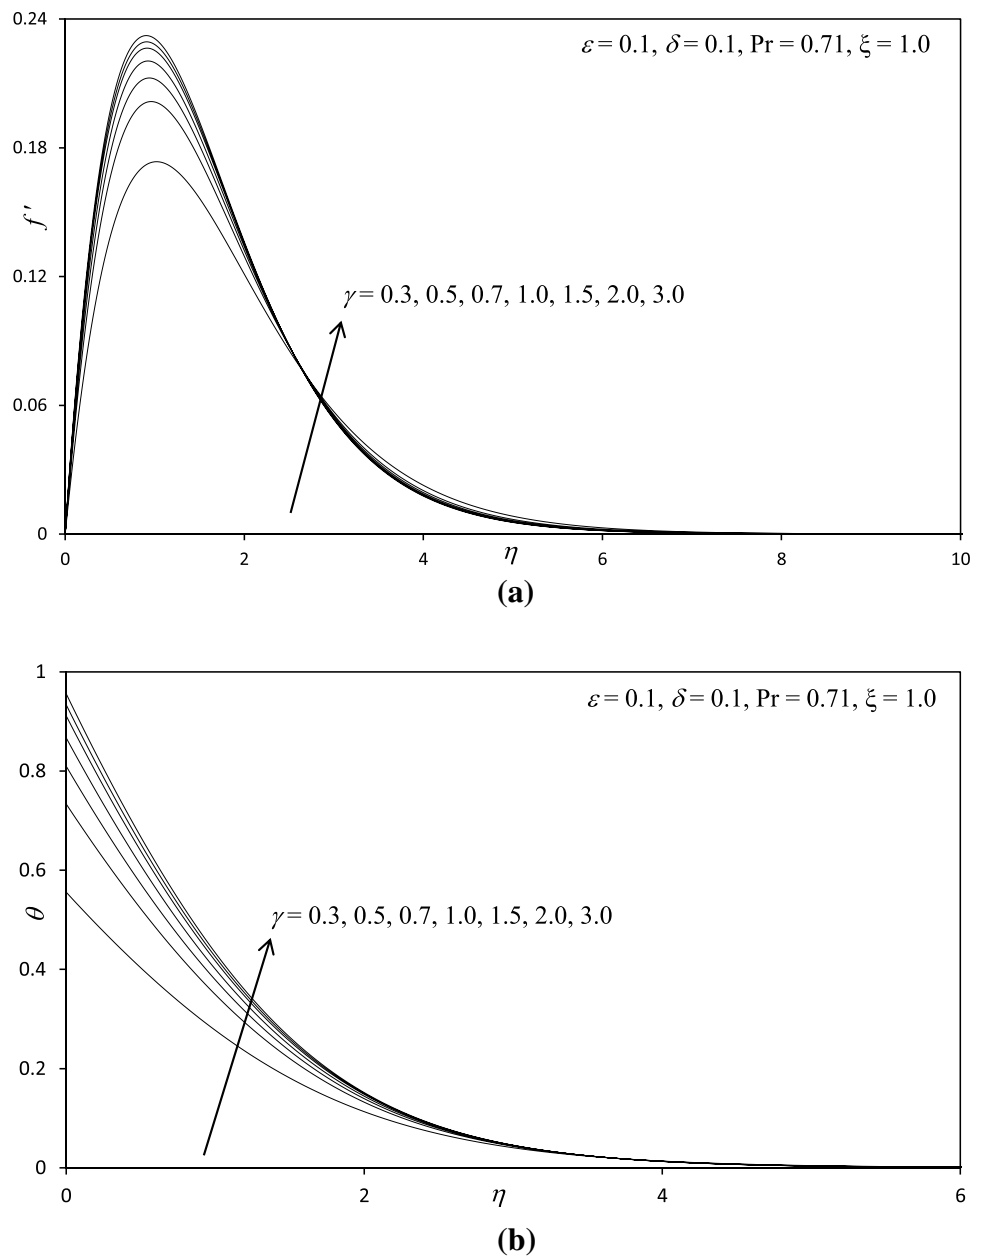 0.24
ε = 0.1, δ = 0.1, Pr = 0.71, ξ = 1.0
0.18
f '
0.12
γ = 0.3, 0.5, 0.7, 1.0, 1.5, 2.0, 3.0
0.06
0
0 2 4 η 6 8 10
(a)
1
ε = 0.1, δ = 0.1, Pr = 0.71, ξ = 1.0
0.8
0.6
θ
γ = 0.3, 0.5, 0.7, 1.0, 1.5, 2.0, 3.0
0.4
0.2
0
0 2 η 4 6
(b)